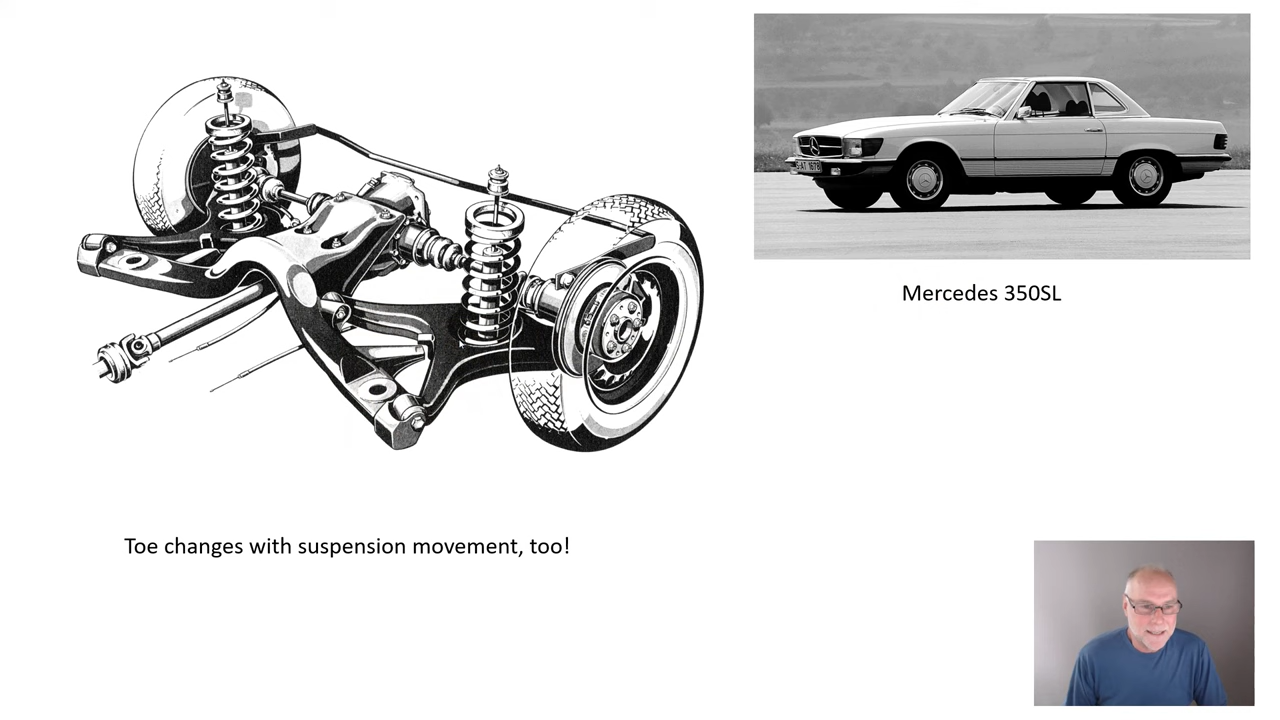 Mercedes 350SL
Toe changes with suspension movement, too!